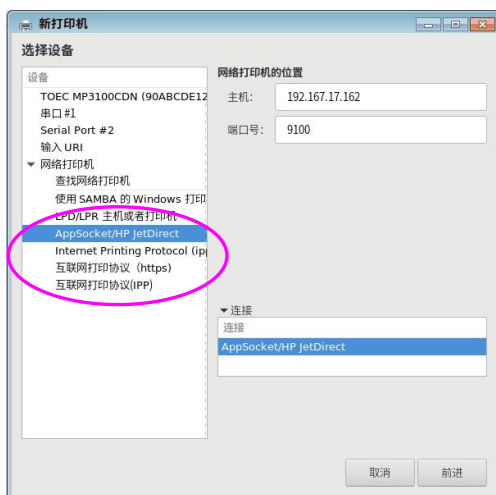 新打印机
选择设备
设备
TOEC MP3100CDN (90ABCDE12
串口 #1
Serial Port #2
输入 URI
网络打印机
查找网络打印机
使用 SAMBA 的 Windows 打印
LPD/LPR 主机或者打印机
AppSocket/HP JetDirect
Internet Printing Protocol (ipp
互联网打印协议（https)
互联网打印协议(IPP)
网络打印机的位置
主机: 192.167.17.162
端口号: 9100
连接
连接
AppSocket/HP JetDirect
取消 前进